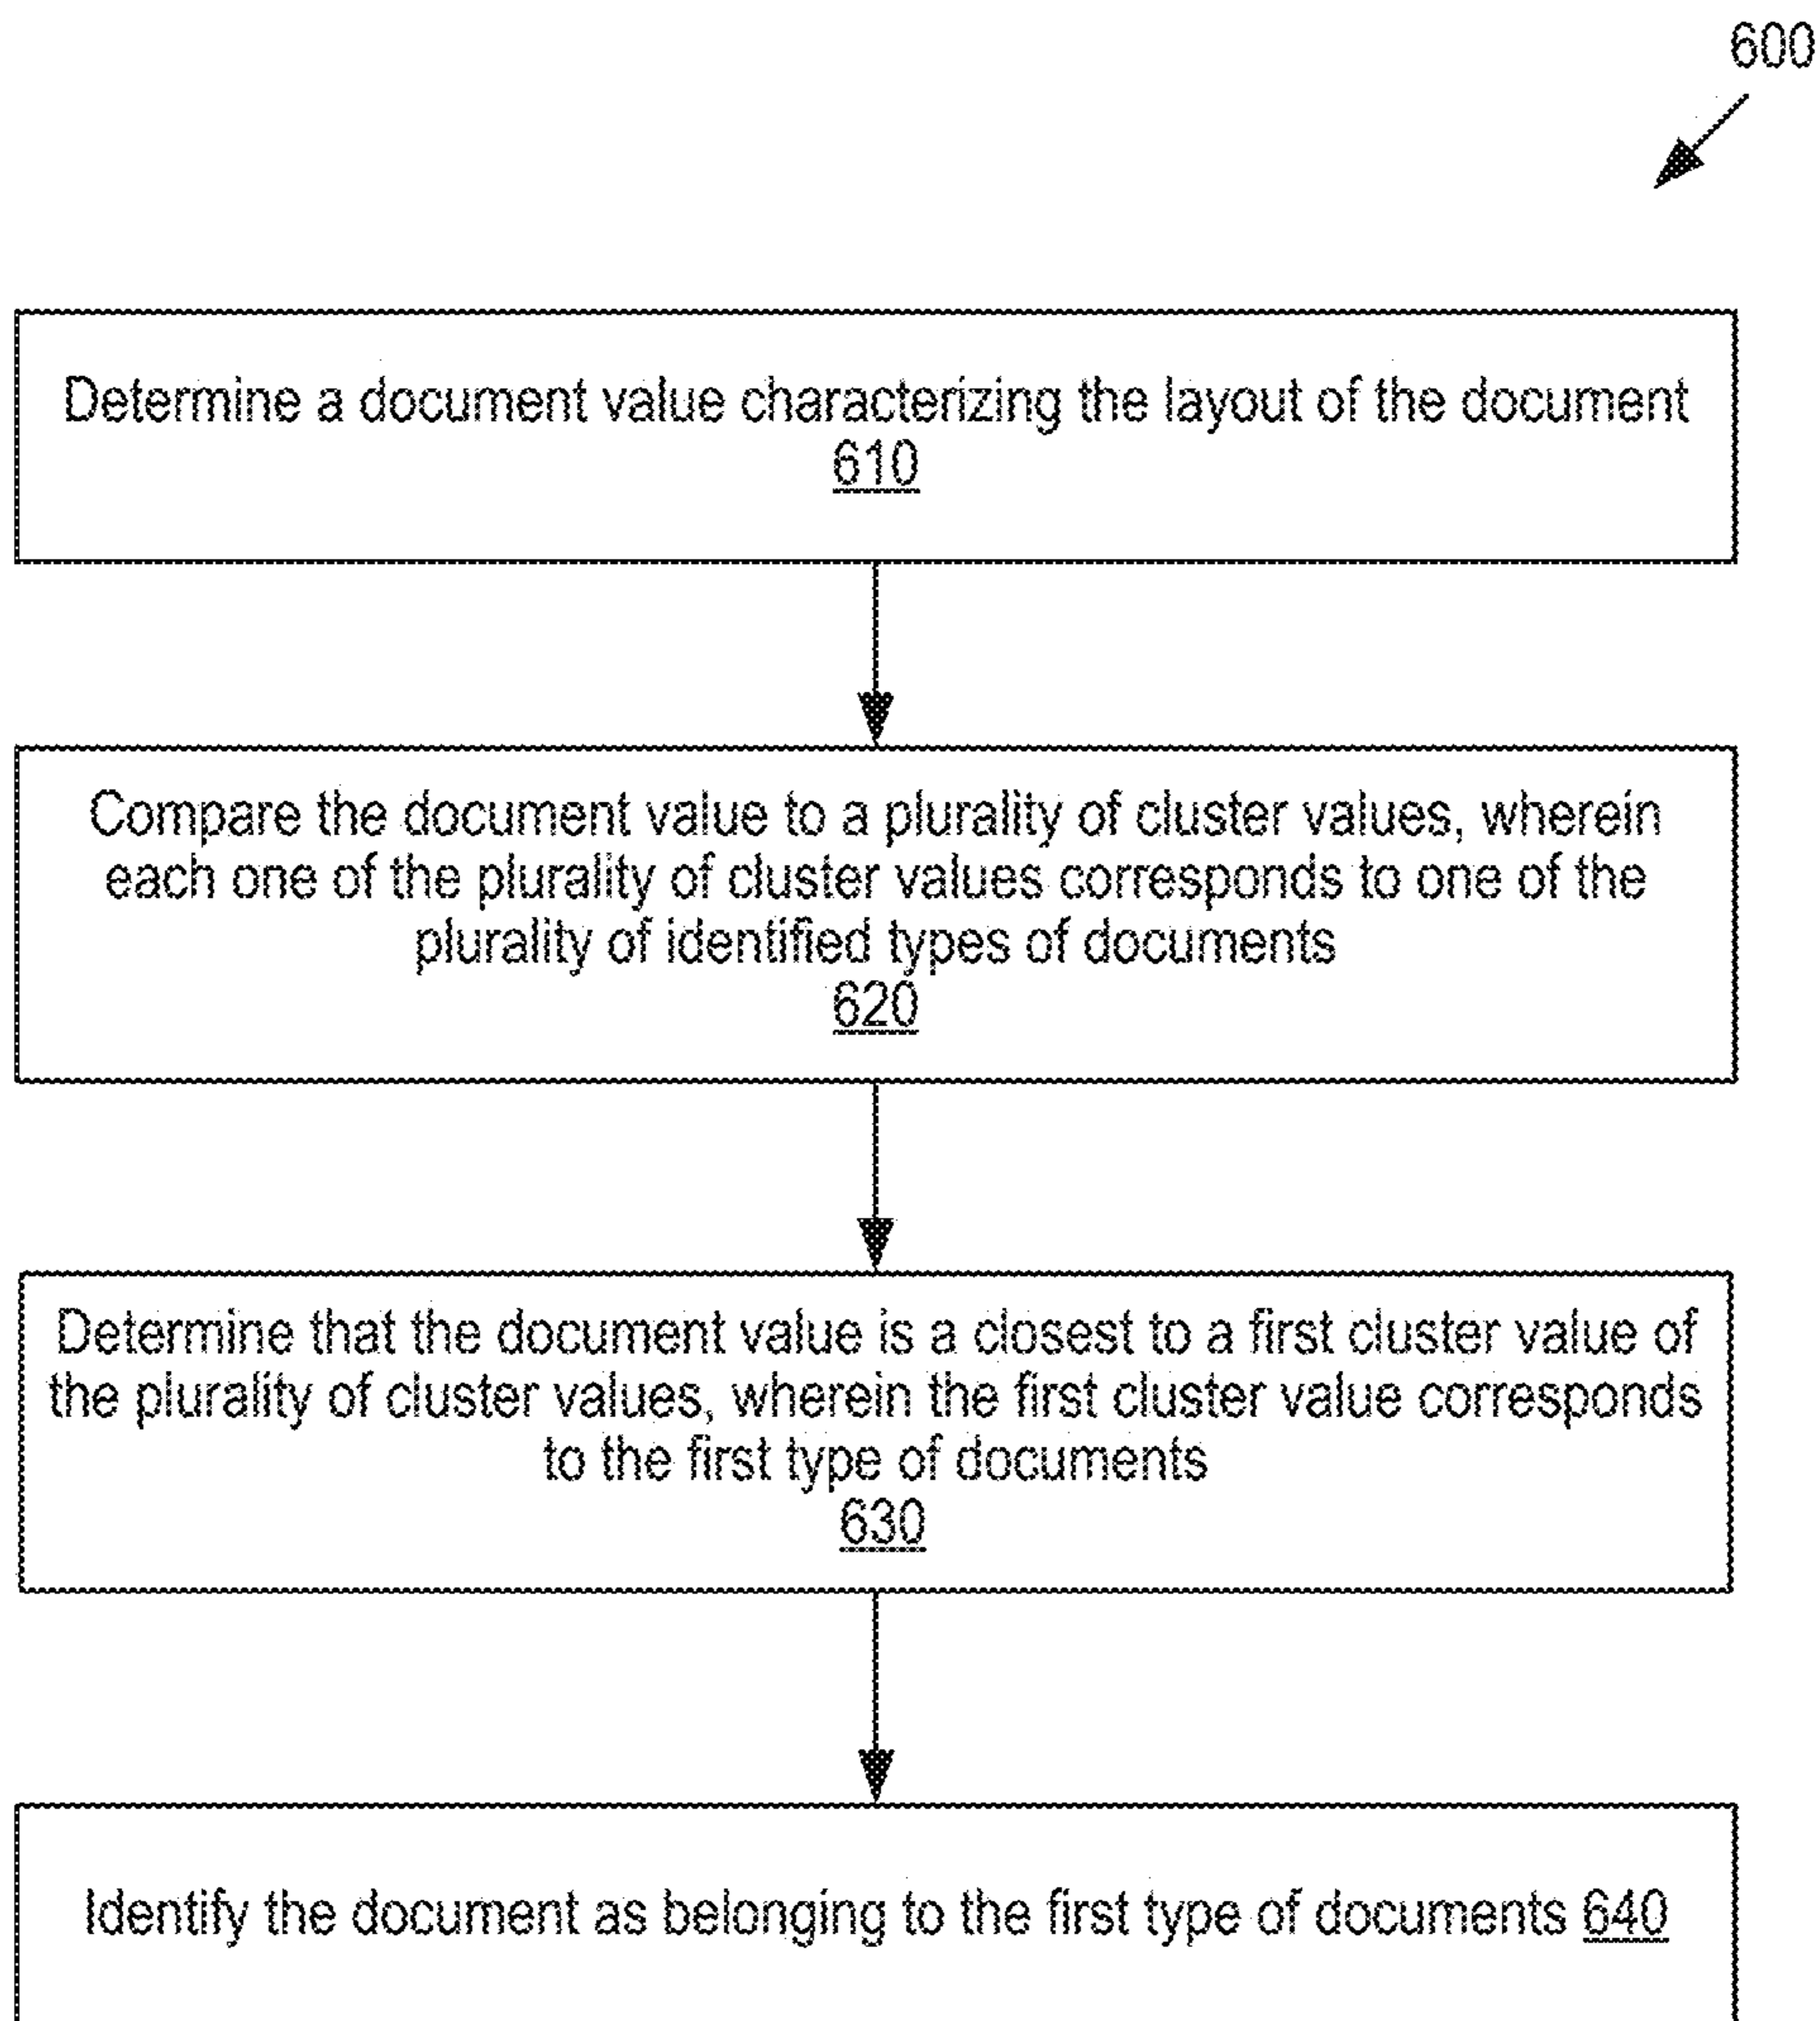 600
Determine a document value characterizing the layout of the document
610
Compare the document value to a plurality of cluster values, wherein
each one of the plurality of cluster values corresponds to one of the
plurality of identified types of documents
620
Determine that the document value is a closest to a first cluster value of
the plurality of cluster values, wherein the first cluster value corresponds
to the first type of documents
630
Identify the document as belonging to the first type of documents 640